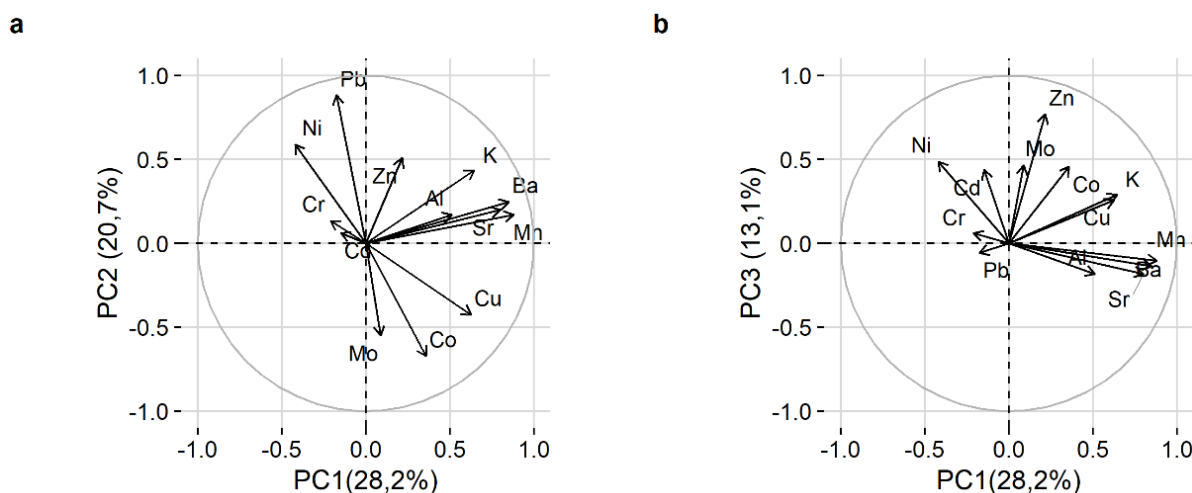 a
1.0
0.5
0.0
-0.5
-1.0
PC2 (20,7%)
Pb
Ni
K
Zn
Ba
Al
Cr
Sr
Mn
Co
Cu
Co
Mo
-1.0 -0.5 0.0 0.5 1.0
PC1(28,2%)
b
1.0
0.5
0.0
-0.5
-1.0
PC3 (13,1%)
Zn
Ni
Mo
Cd
Co
K
Cr
Cu
Mn
Pb
Al
Ba
Sr
-1.0 -0.5 0.0 0.5 1.0
PC1(28,2%)